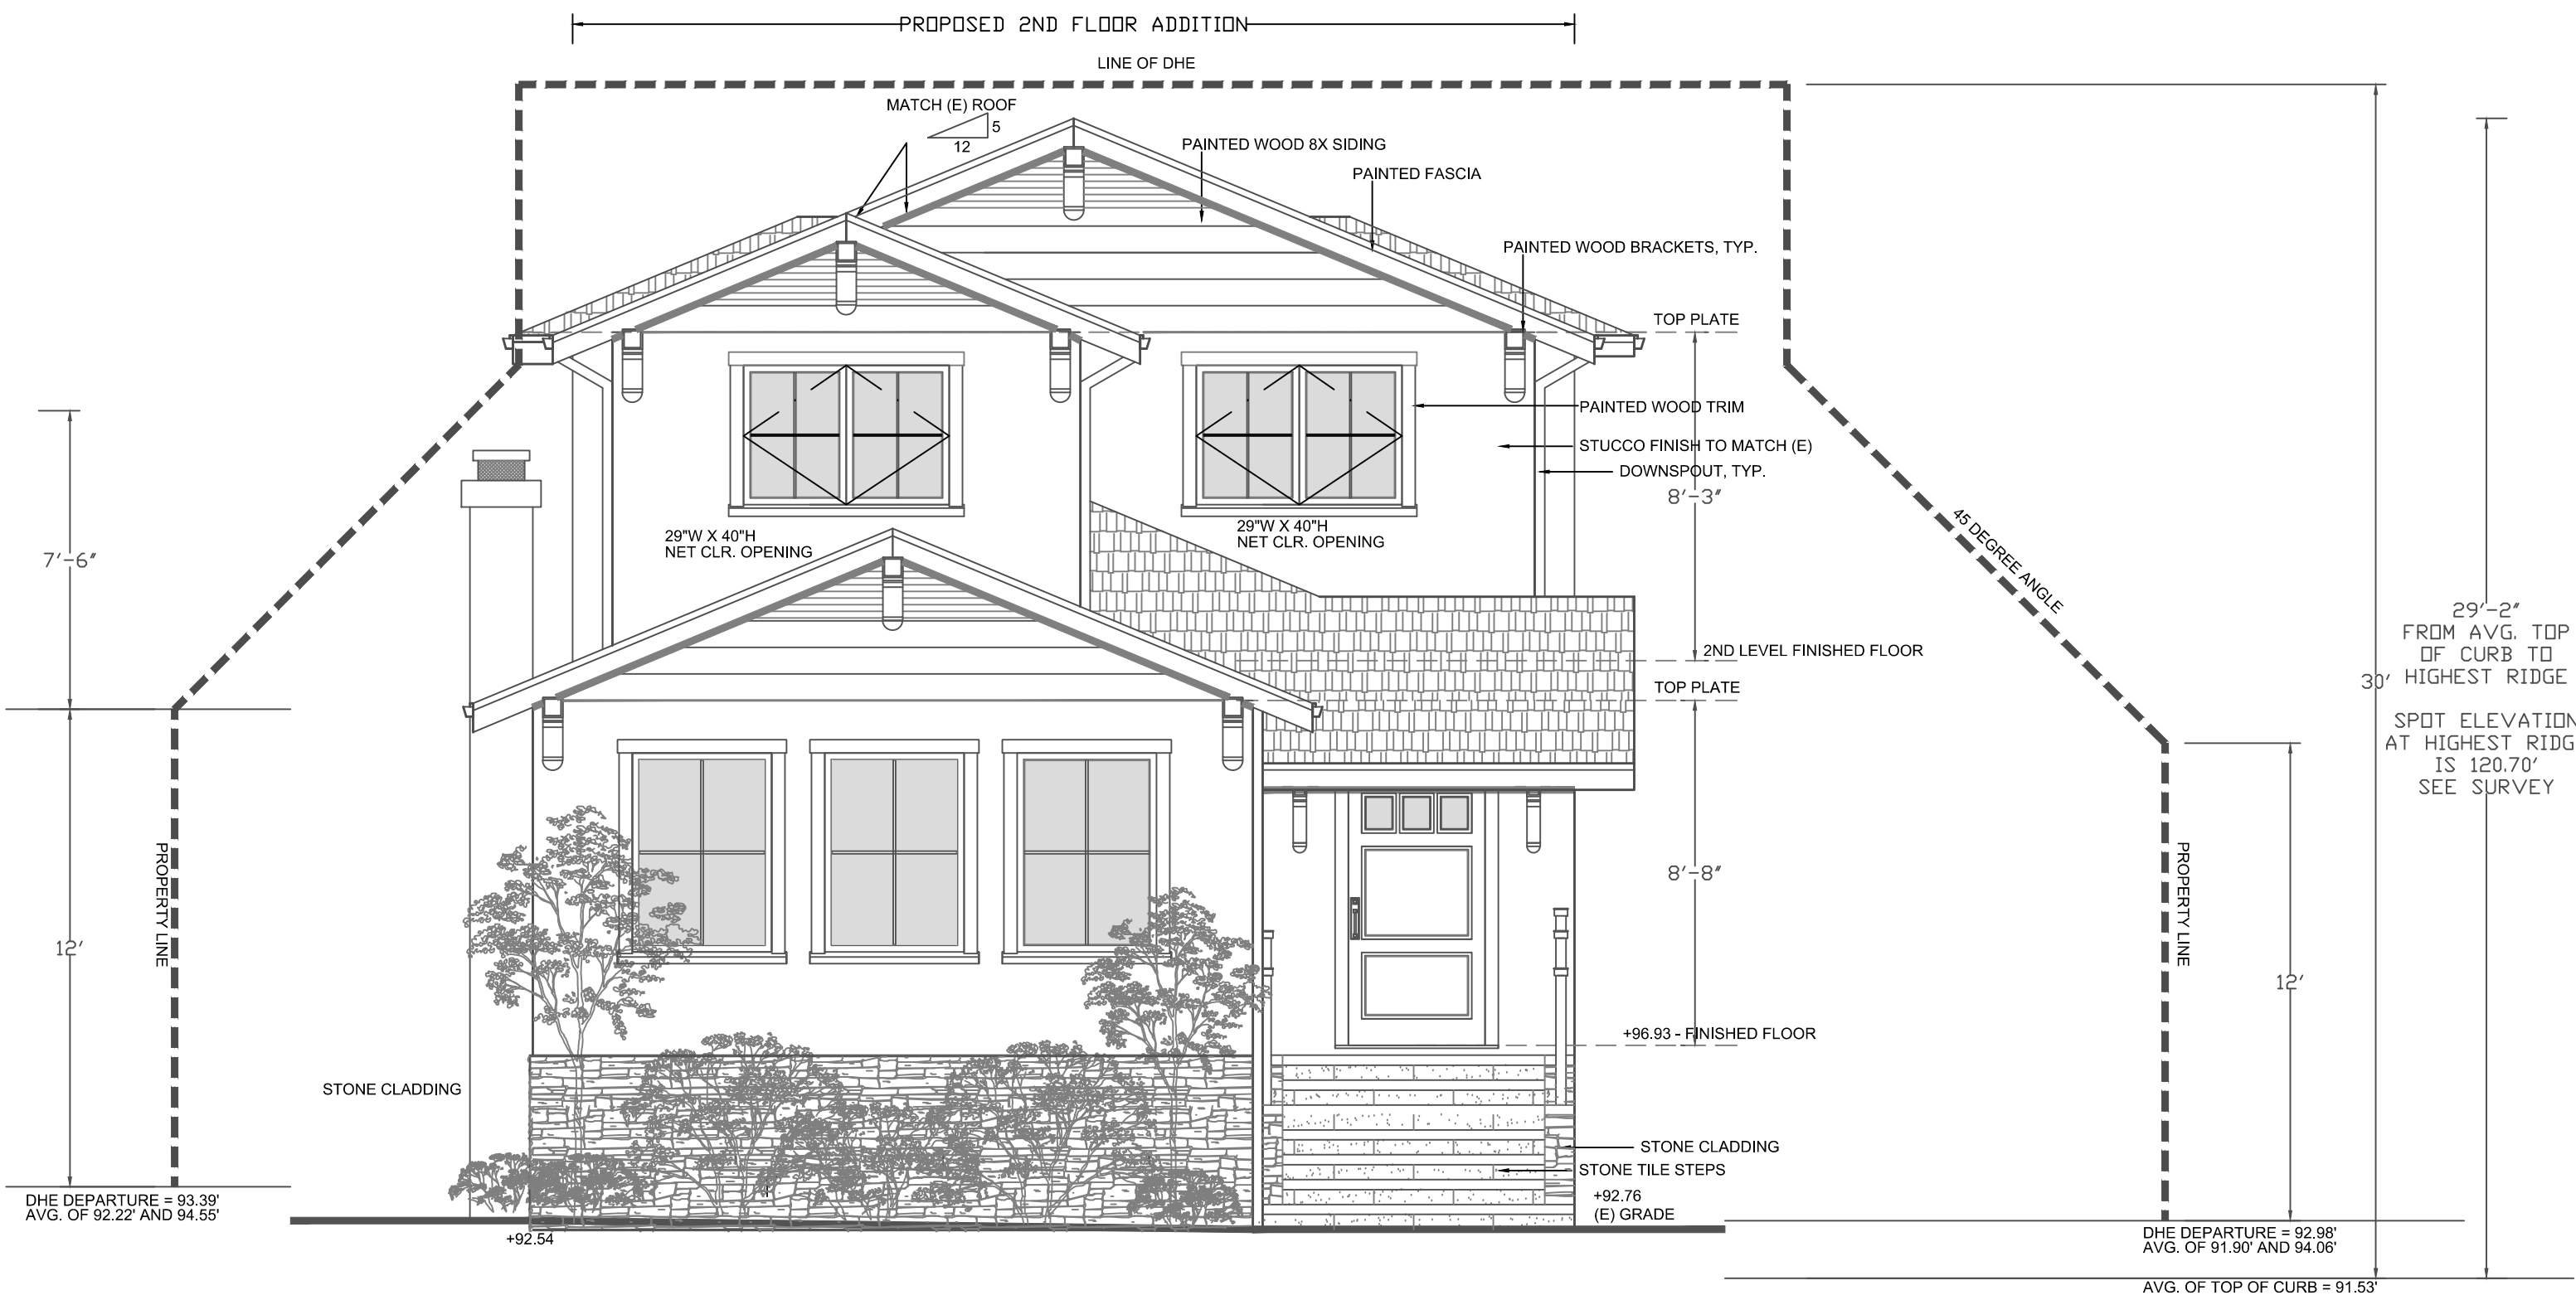 PROPOSED 2ND FLOOR ADDITION
LINE OF DHE
MATCH (E) ROOF
5
12
PAINTED WOOD 8X SIDING
PAINTED FASCIA
PAINTED WOOD BRACKETS, TYP.
TOP PLATE
PAINTED WOOD TRIM
STUCCO FINISH TO MATCH (E)
DOWNSPOUT, TYP.
8'-3"
29"W X 40"H
NET CLR. OPENING
29"W X 40"H
NET CLR. OPENING
7'-6"
45 DEGREE ANGLE
29'-2"
FROM AVG. TOP
OF CURB TO
HIGHEST RIDGE
30'
SPOT ELEVATION
AT HIGHEST RIDG
IS 120.70'
SEE SURVEY
2ND LEVEL FINISHED FLOOR
TOP PLATE
8'-8"
PROPERTY LINE
PROPERTY LINE
12'
12'
+96.93 - FINISHED FLOOR
STONE CLADDING
STONE CLADDING
STONE TILE STEPS
+92.76
(E) GRADE
DHE DEPARTURE = 93.39'
AVG. OF 92.22' AND 94.55'
+92.54
DHE DEPARTURE = 92.98'
AVG. OF 91.90' AND 94.06'
AVG. OF TOP OF CURB = 91.53'